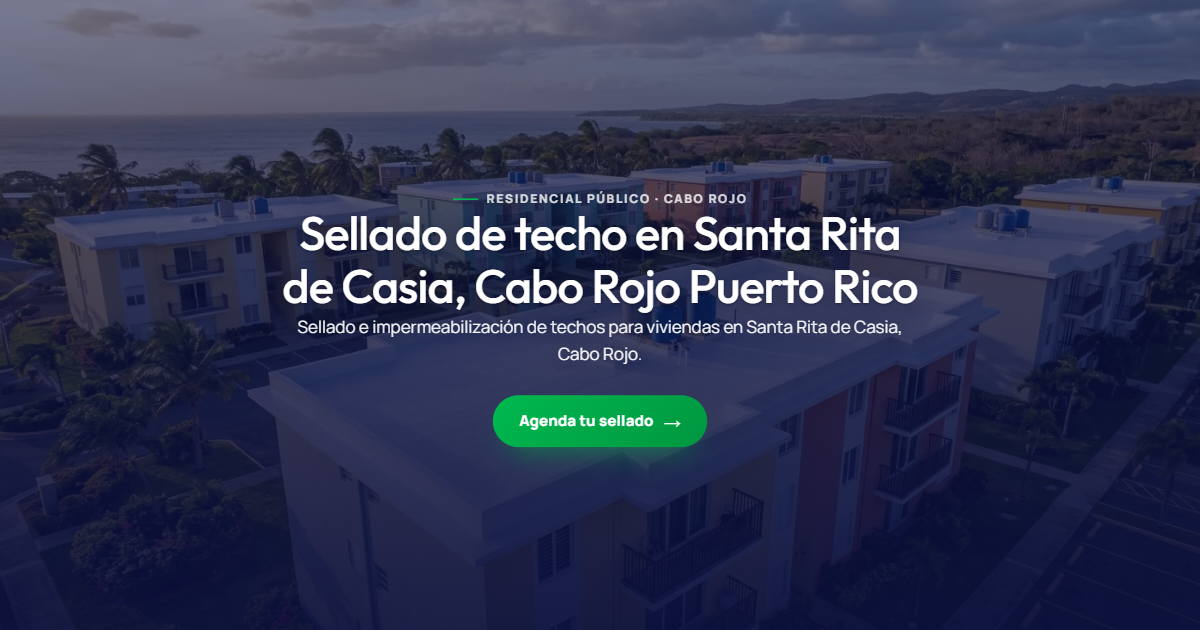 RESIDENCIAL PÚBLICO · CABO ROJO
Sellado de techo en Santa Rita
de Casia, Cabo Rojo Puerto Rico
Sellado e impermeabilización de techos para viviendas en Santa Rita de Casia,
Cabo Rojo.
Agenda tu sellado →